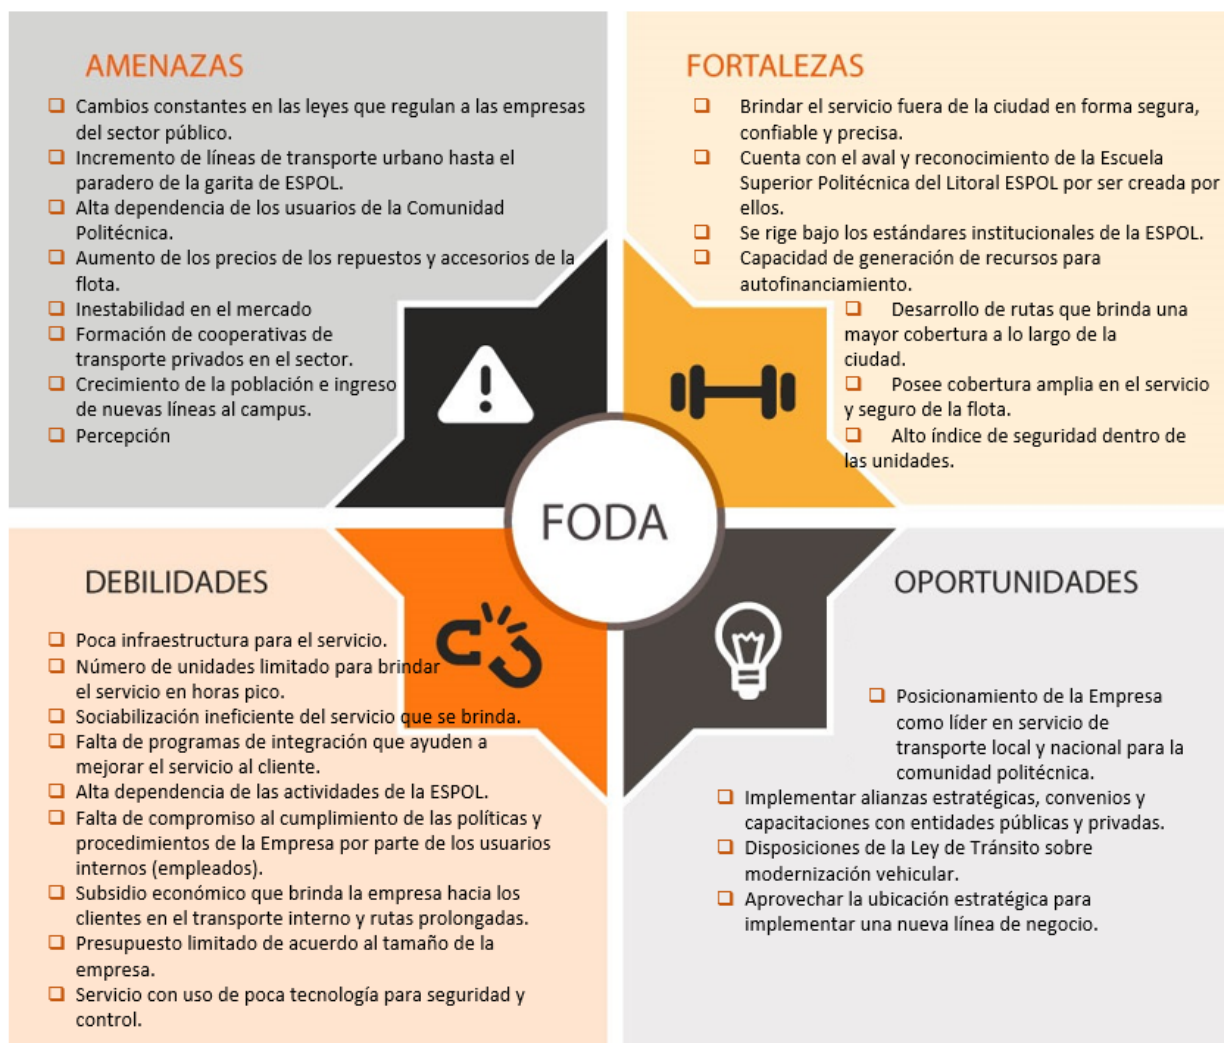 AMENAZAS
❑ Cambios constantes en las leyes que regulan a las empresas
del sector público.
❑ Incremento de líneas de transporte urbano hasta el
paradero de la garita de ESPOL.
❑ Alta dependencia de los usuarios de la Comunidad
Politécnica.
❑ Aumento de los precios de los repuestos y accesorios de la
flota.
❑ Inestabilidad en el mercado
❑ Formación de cooperativas de
transporte privados en el sector.
❑ Crecimiento de la población e ingreso
de nuevas líneas al campus.
❑ Percepción
FORTALEZAS
❑ Brindar el servicio fuera de la ciudad en forma segura,
confiable y precisa.
❑ Cuenta con el aval y reconocimiento de la Escuela
Superior Politécnica del Litoral ESPOL por ser creada por
ellos.
❑ Se rige bajo los estándares institucionales de la ESPOL.
❑ Capacidad de generación de recursos para
autofinanciamiento.
❑ Desarrollo de rutas que brinda una
mayor cobertura a lo largo de la
ciudad.
❑ Posee cobertura amplia en el servicio
y seguro de la flota.
❑ Alto índice de seguridad dentro de
las unidades.
FODA
DEBILIDADES
❑ Poca infraestructura para el servicio.
❑ Número de unidades limitado para brindar
el servicio en horas pico.
❑ Sociabilización ineficiente del servicio que se brinda.
❑ Falta de programas de integración que ayuden a
mejorar el servicio al cliente.
❑ Alta dependencia de las actividades de la ESPOL.
❑ Falta de compromiso al cumplimiento de las políticas y
procedimientos de la Empresa por parte de los usuarios
internos (empleados).
❑ Subsidio económico que brinda la empresa hacia los
clientes en el transporte interno y rutas prolongadas.
❑ Presupuesto limitado de acuerdo al tamaño de la
empresa.
❑ Servicio con uso de poca tecnología para seguridad y
control.
OPORTUNIDADES
❑ Posicionamiento de la Empresa
como líder en servicio de
transporte local y nacional para la
comunidad politécnica.
❑ Implementar alianzas estratégicas, convenios y
capacitaciones con entidades públicas y privadas.
❑ Disposiciones de la Ley de Tránsito sobre
modernización vehicular.
❑ Aprovechar la ubicación estratégica para
implementar una nueva línea de negocio.